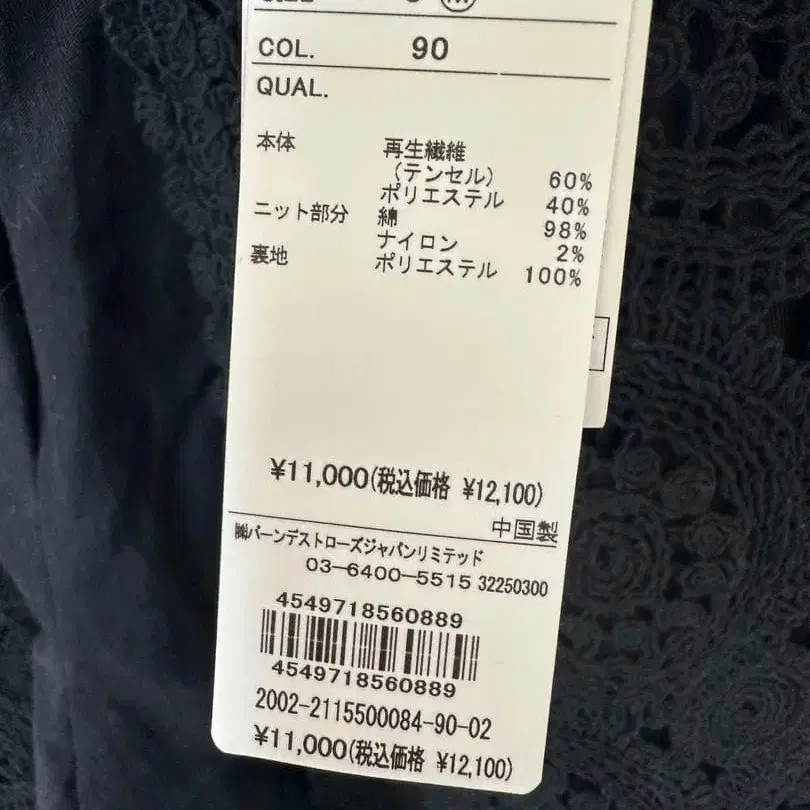 COL. 90
QUAL.
本体 再生繊維
(テンセル) 60%
ポリエステル 40%
ニット部分 綿 98%
ナイロン 2%
裏地 ポリエステル 100%
¥11,000(税込価格 ¥12,100)
中国製
㈱バーンデストローズジャパンリミテッド
03-6400-5515 32250300
4549718560889
4549718560889
2002-2115500084-90-02
¥11,000(税込価格 ¥12,100)